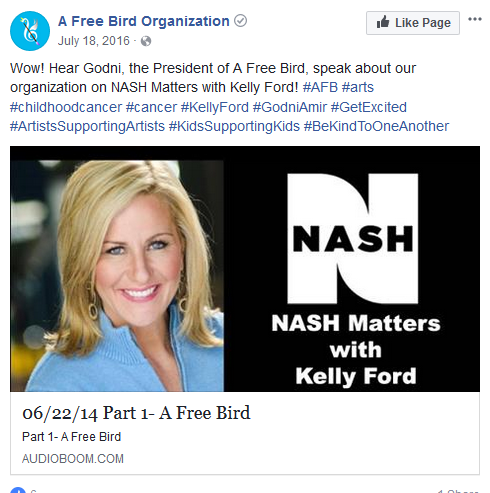 A Free Bird Organization
Like Page
July 18, 2016
Wow! Hear Godni, the President of A Free Bird, speak about our
organization on NASH Matters with Kelly Ford! #AFB #arts
#childhoodcancer #cancer #KellyFord #GodniAmir #GetExcited
#ArtistsSupportingArtists #KidsSupportingKids #BeKindToOneAnother
N
NASH
NASH Matters
with
Kelly Ford
06/22/14 Part 1- A Free Bird
Part 1- A Free Bird
AUDIOBOOM.COM